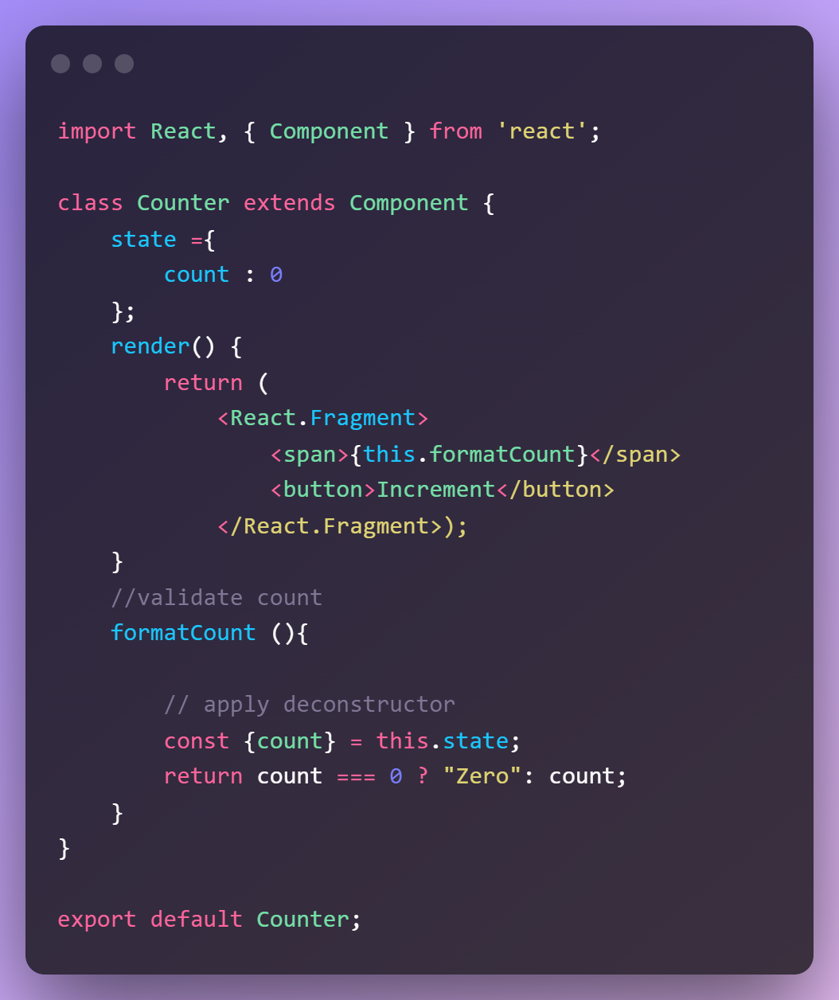 import React, { Component } from 'react';
class Counter extends Component {
    state ={
        count : 0
    };
    render() {
        return (
            <React.Fragment>
                <span>{this.formatCount}</span>
                <button>Increment</button>
            </React.Fragment>);
    }
    //validate count
    formatCount (){
        // apply deconstructor
        const {count} = this.state;
        return count === 0 ? "Zero": count;
    }
}
export default Counter;